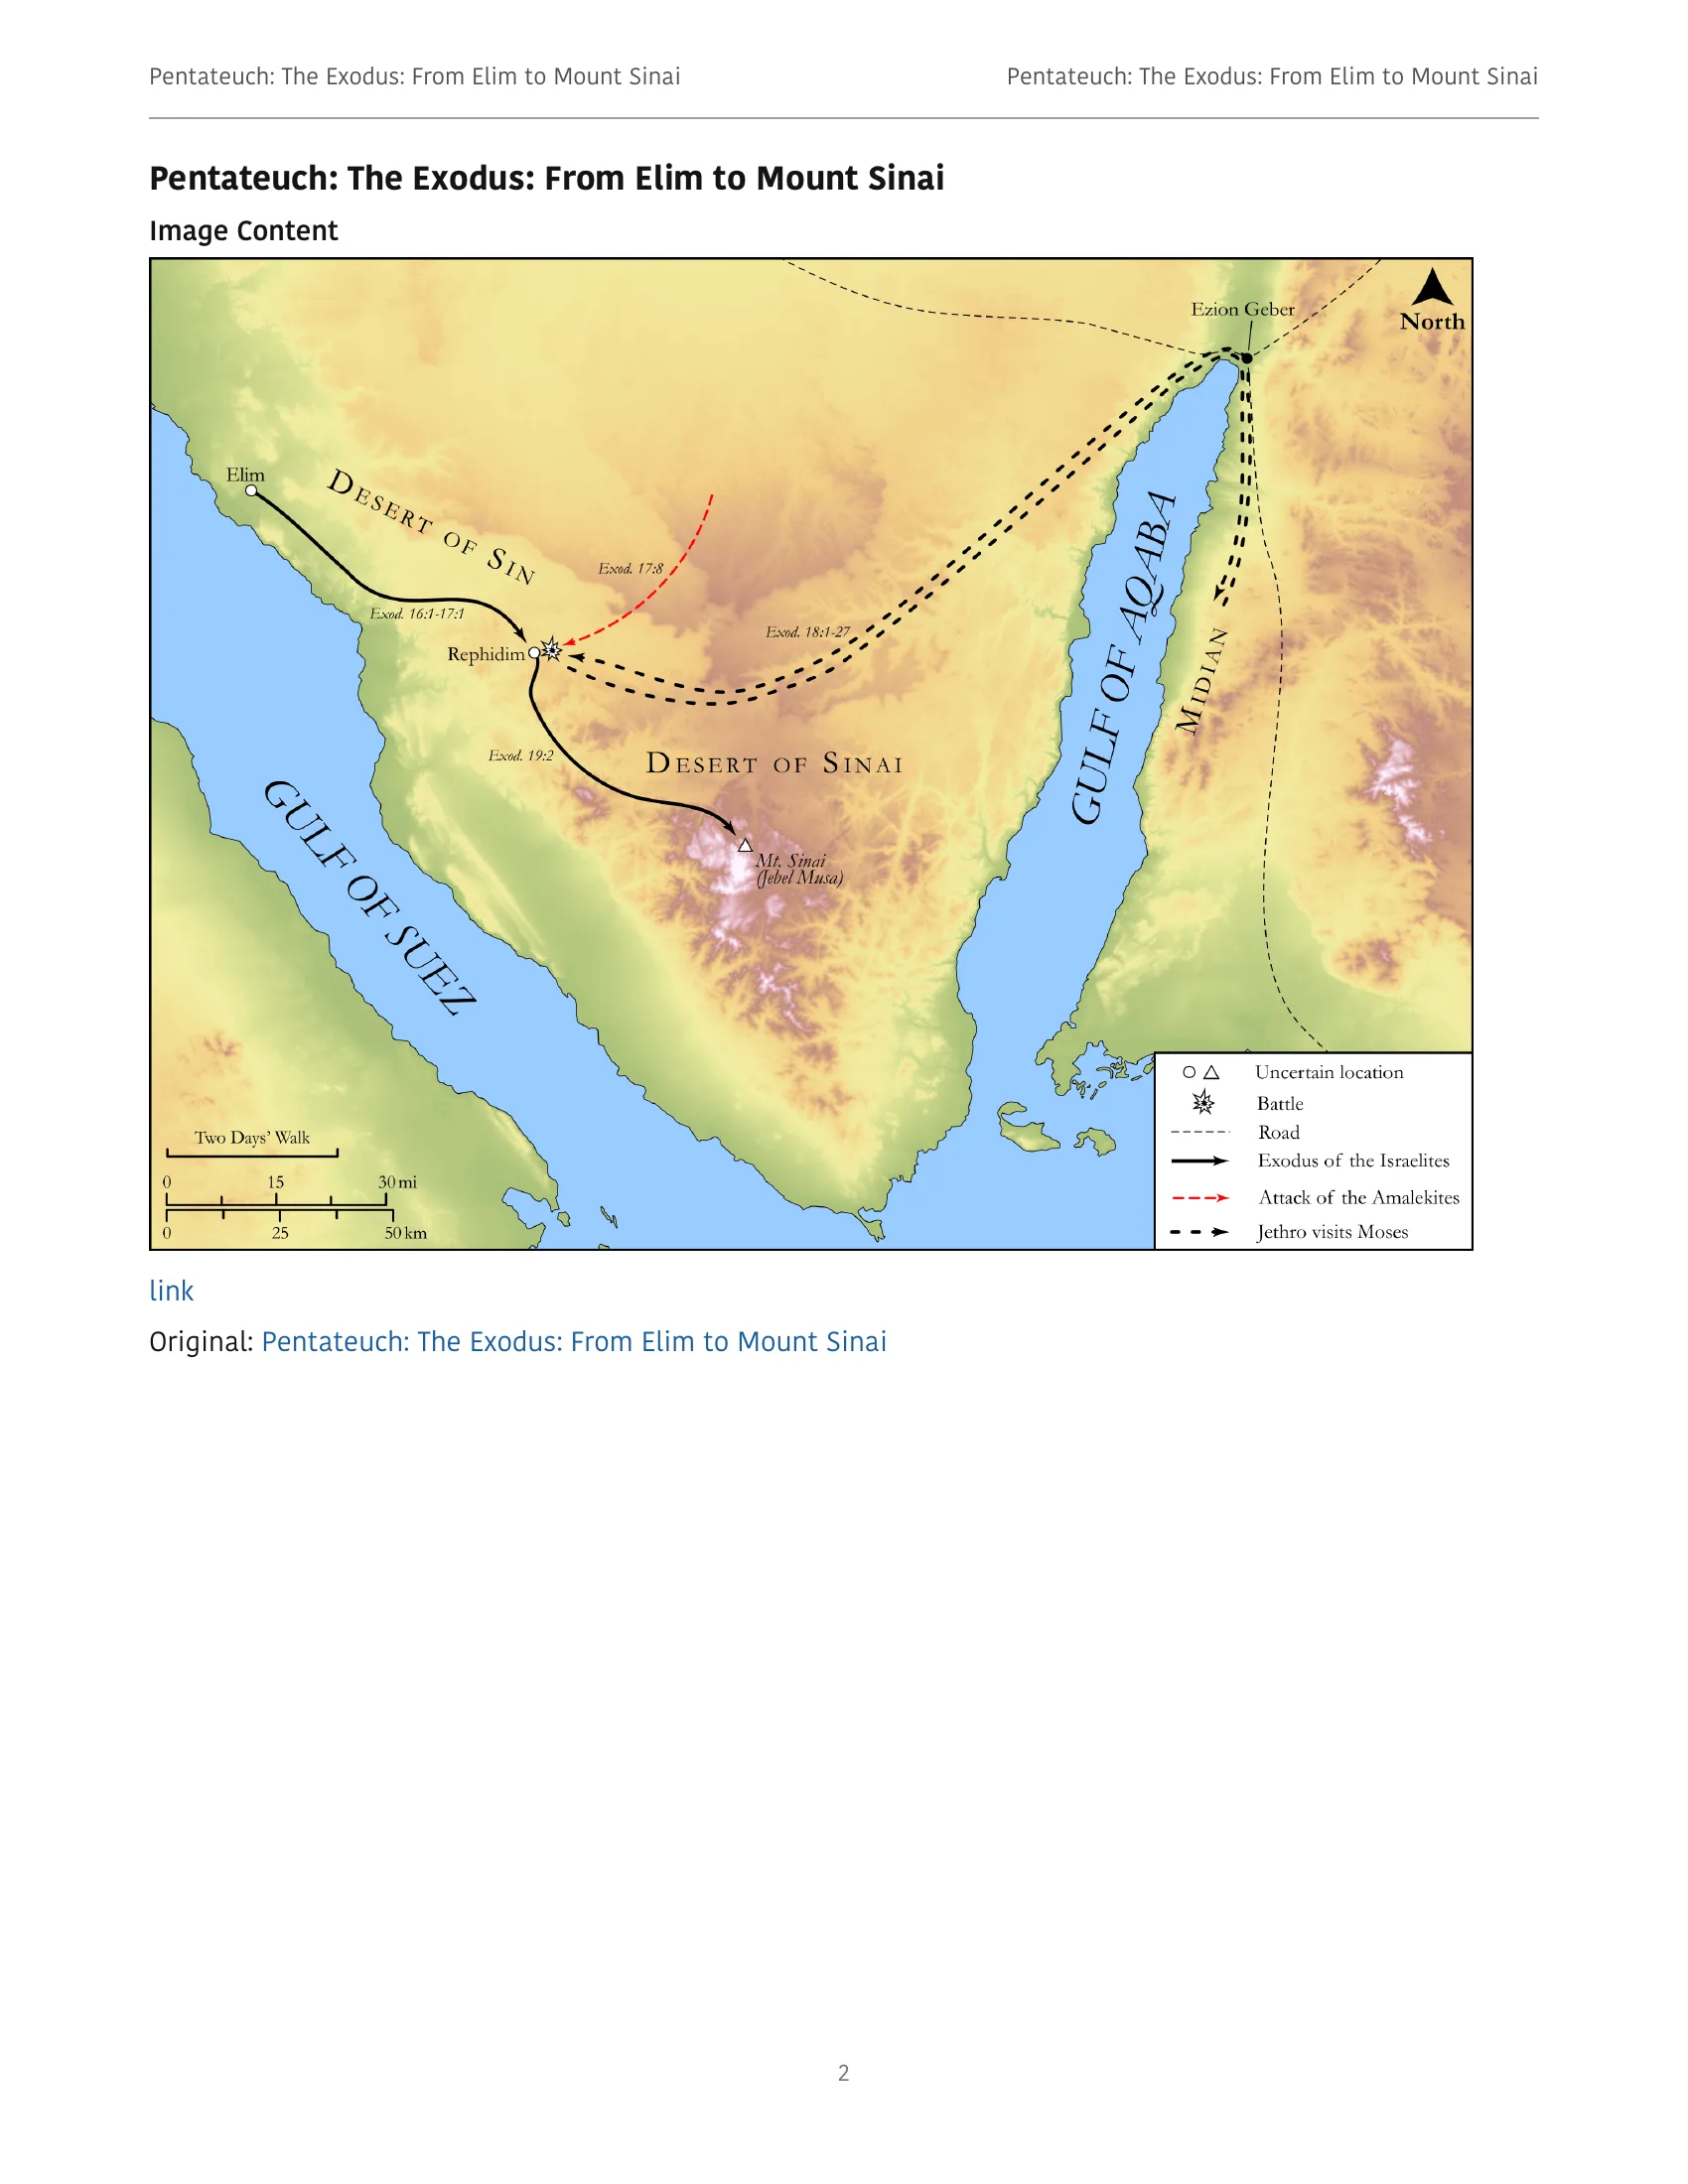 Pentateuch: The Exodus: From Elim to Mount Sinai
Pentateuch: The Exodus: From Elim to Mount Sinai
Pentateuch: The Exodus: From Elim to Mount Sinai
Image Content
North
Ezion Geber
Elim
DESERT OF SIN
Exod. 17:8
Exod. 16:1-17:1
Exod. 18:1-27
Rephidim
GULF OF AQABA
MIDIAN
Exod. 19:2
DESERT OF SINAI
Mt. Sinai
(Jebel Musa)
GULF OF SUEZ
Two Days' Walk
0 15 30 mi
0 25 50 km
Uncertain location
Battle
Road
Exodus of the Israelites
Attack of the Amalekites
Jethro visits Moses
link
Original: Pentateuch: The Exodus: From Elim to Mount Sinai
2